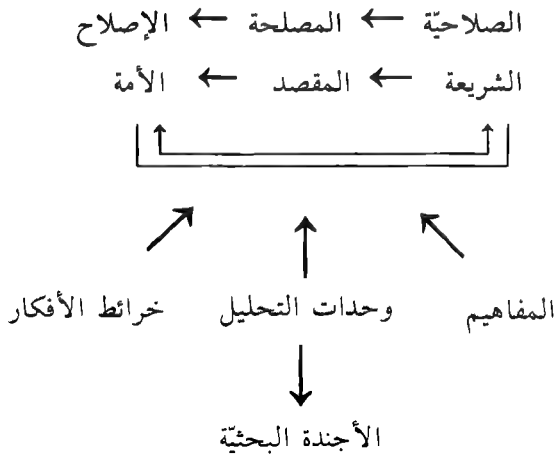 الصلاحيّة ← المصلحة ← الإصلاح
الشريعة ← المقصد ← الأمة
المفاهيم وحدات التحليل خرائط الأفكار
الأجندة البحثيّة